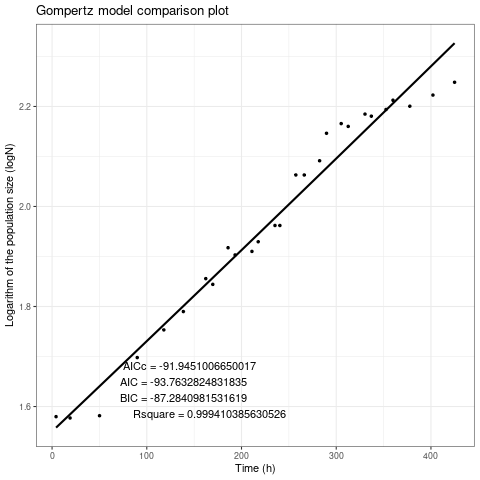 Gompertz model comparison plot
Logarithm of the population size (logN)
2.2
2.0
1.8
1.6
AICc = -91.9451006650017
AIC = -93.7632824831835
BIC = -87.2840981531619
Rsquare = 0.999410385630526
0 100 200 300 400
Time (h)